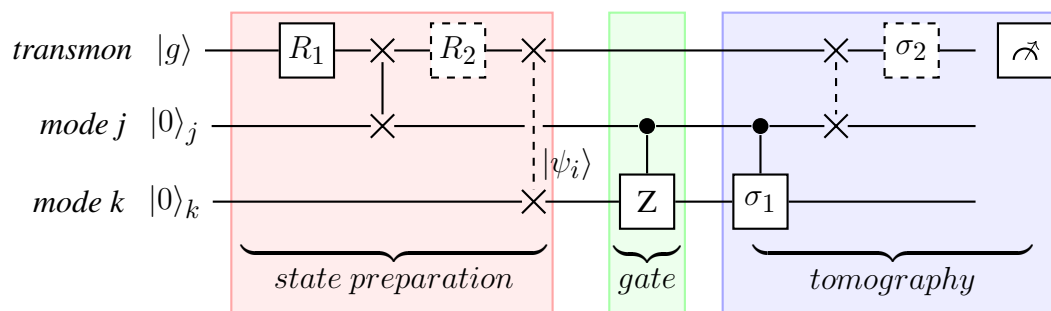 transmon |g⟩ R₁ R₂ σ₂
mode j |0⟩ⱼ
|ψᵢ⟩
mode k |0⟩ₖ Z σ₁
state preparation gate tomography